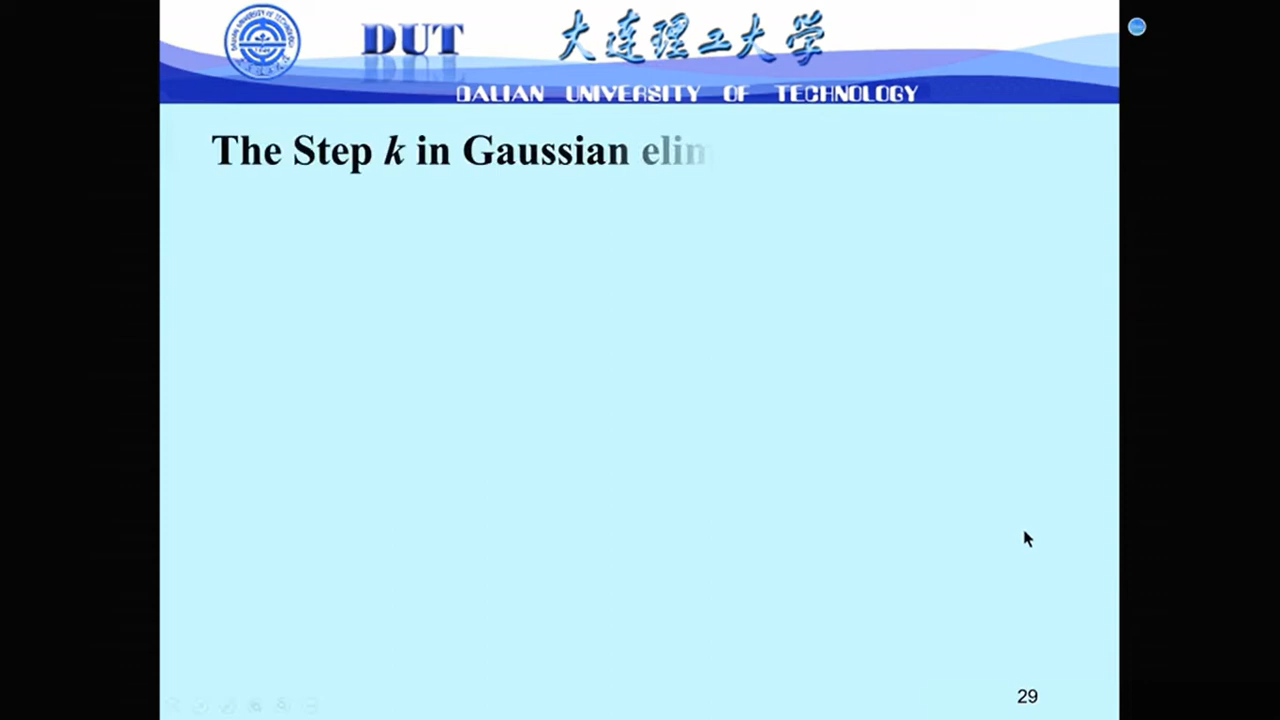 DUT
大连理工大学
DALIAN UNIVERSITY OF TECHNOLOGY
The Step k in Gaussian elim
29